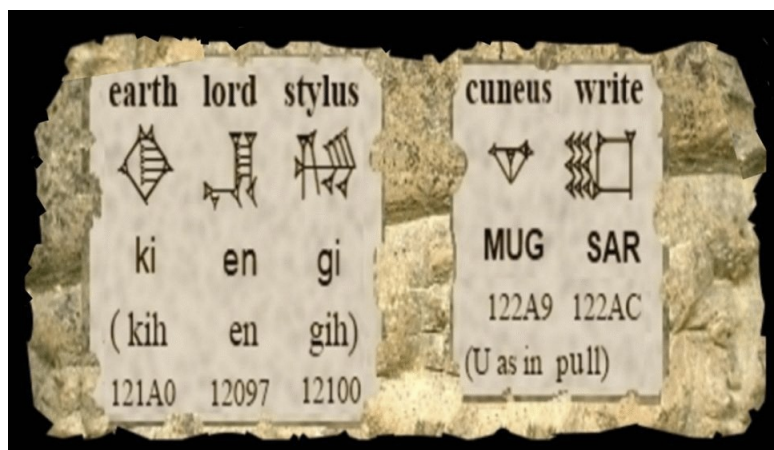 earth lord stylus
𒆠 𒂗 𒄀
ki en gi
( kih en gih)
121A0 12097 12100
cuneus write
𒊩 𒊬
MUG SAR
122A9 122AC
(U as in pull)